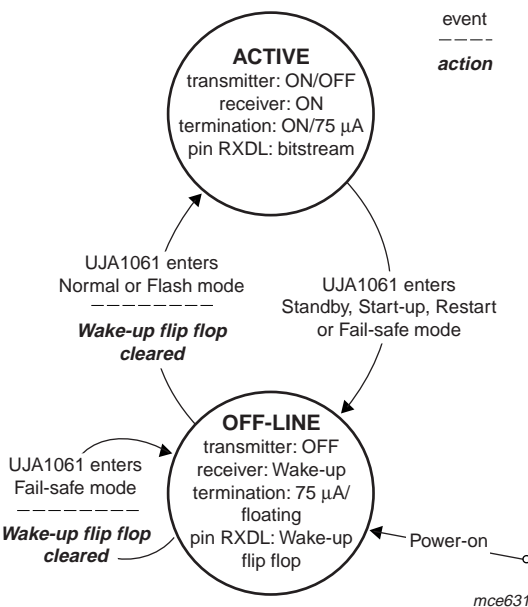 event
action
ACTIVE
transmitter: ON/OFF
receiver: ON
termination: ON/75 μA
pin RXDL: bitstream
UJA1061 enters
Normal or Flash mode
Wake-up flip flop
cleared
UJA1061 enters
Standby, Start-up, Restart
or Fail-safe mode
OFF-LINE
transmitter: OFF
receiver: Wake-up
termination: 75 μA/
floating
pin RXDL: Wake-up
flip flop
UJA1061 enters
Fail-safe mode
Wake-up flip flop
cleared
Power-on
mce631